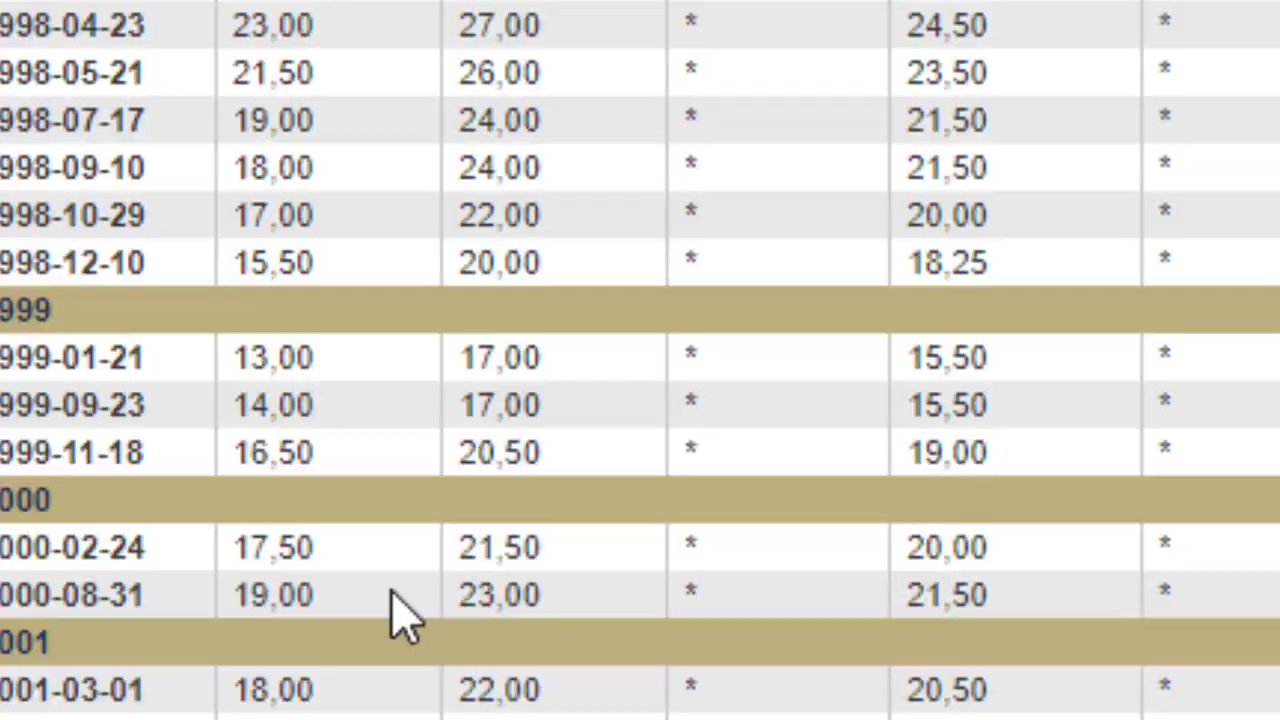 998-04-23 23,00 27,00 * 24,50 *
998-05-21 21,50 26,00 * 23,50 *
998-07-17 19,00 24,00 * 21,50 *
998-09-10 18,00 24,00 * 21,50 *
998-10-29 17,00 22,00 * 20,00 *
998-12-10 15,50 20,00 * 18,25 *
999
999-01-21 13,00 17,00 * 15,50 *
999-09-23 14,00 17,00 * 15,50 *
999-11-18 16,50 20,50 * 19,00 *
000
000-02-24 17,50 21,50 * 20,00 *
000-08-31 19,00 23,00 * 21,50 *
001
001-03-01 18,00 22,00 * 20,50 *